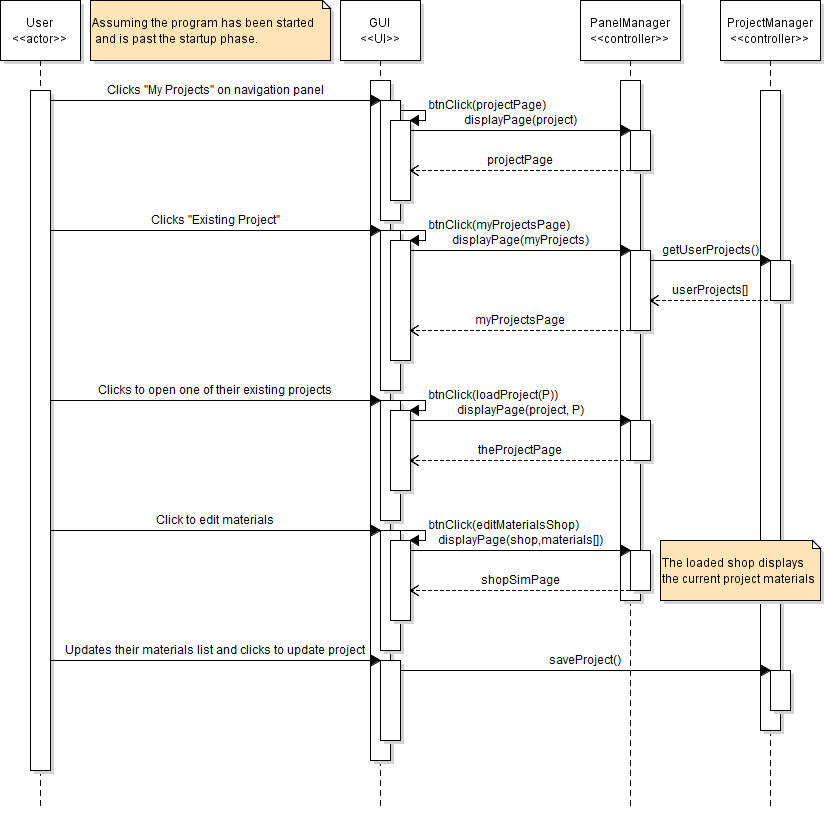 User
<<actor>>
Assuming the program has been started
and is past the startup phase.
GUI
<<UI>>
PanelManager
<<controller>>
ProjectManager
<<controller>>
Clicks "My Projects" on navigation panel
btnClick(projectPage)
displayPage(project)
projectPage
Clicks "Existing Project"
btnClick(myProjectsPage)
displayPage(myProjects)
getUserProjects()
userProjects[]
myProjectsPage
Clicks to open one of their existing projects
btnClick(loadProject(P))
displayPage(project, P)
theProjectPage
Click to edit materials
btnClick(editMaterialsShop)
displayPage(shop,materials[])
The loaded shop displays
the current project materials
shopSimPage
Updates their materials list and clicks to update project
saveProject()